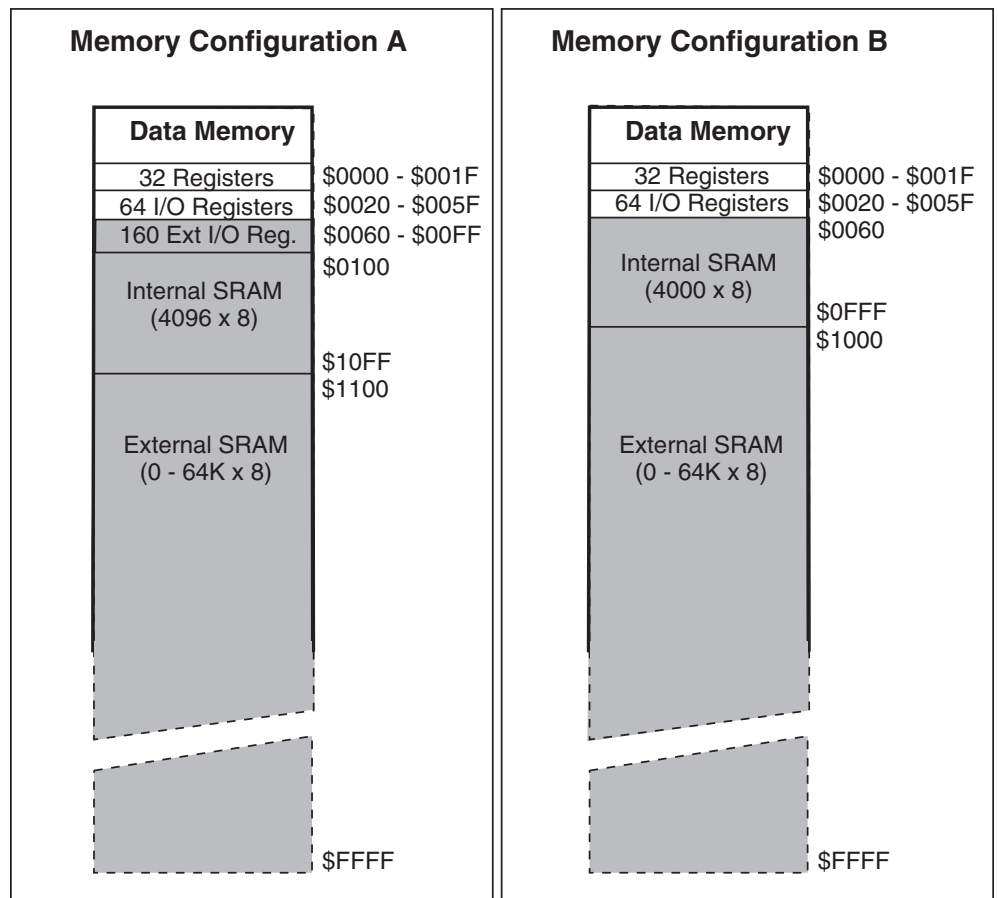 Memory Configuration A
Data Memory
32 Registers
$0000 - $001F
64 I/O Registers
$0020 - $005F
160 Ext I/O Reg.
$0060 - $00FF
$0100
Internal SRAM
(4096 x 8)
$10FF
$1100
External SRAM
(0 - 64K x 8)
$FFFF
Memory Configuration B
Data Memory
32 Registers
$0000 - $001F
64 I/O Registers
$0020 - $005F
$0060
Internal SRAM
(4000 x 8)
$0FFF
$1000
External SRAM
(0 - 64K x 8)
$FFFF